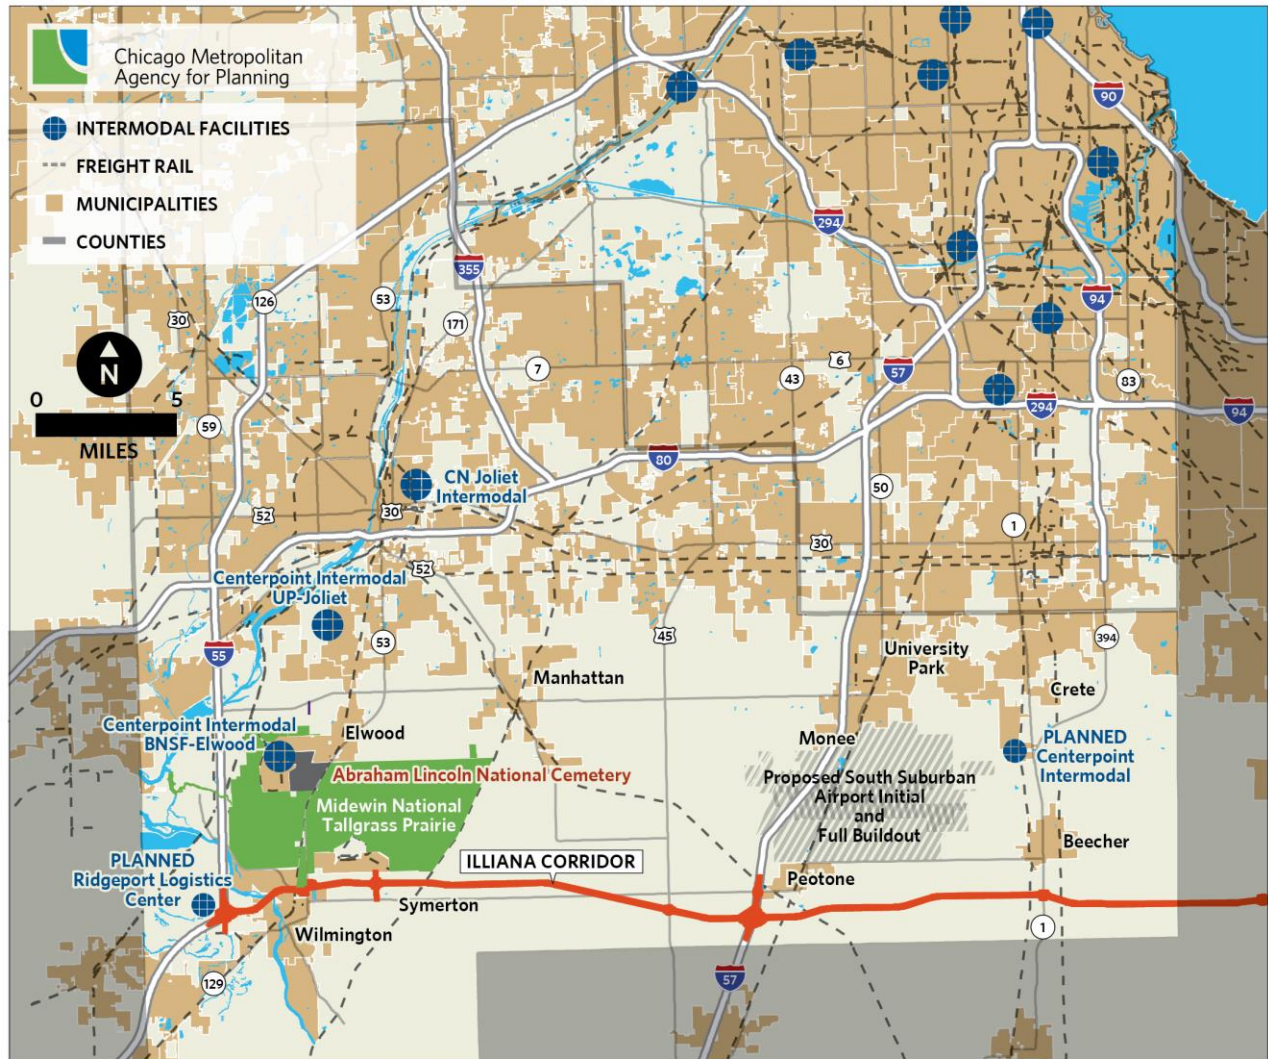 Chicago Metropolitan
Agency for Planning
INTERMODAL FACILITIES
FREIGHT RAIL
MUNICIPALITIES
COUNTIES
90
294
355
126
53
94
30
171
N
7
6
43
57
83
0 5
MILES
294
94
59
80
CN Joliet
Intermodal
50
52
30
1
30
52
Centerpoint Intermodal
UP-Joliet
53
45
394
55
University
Park
Manhattan
Crete
Centerpoint Intermodal
BNSF-Elwood
Elwood
Monee
PLANNED
Centerpoint
Intermodal
Abraham Lincoln National Cemetery
Proposed South Suburban
Airport Initial
and
Full Buildout
Midewin National
Tallgrass Prairie
Beecher
PLANNED
Ridgeport Logistics
Center
ILLIANA CORRIDOR
Peotone
Symerton
Wilmington
1
129
57